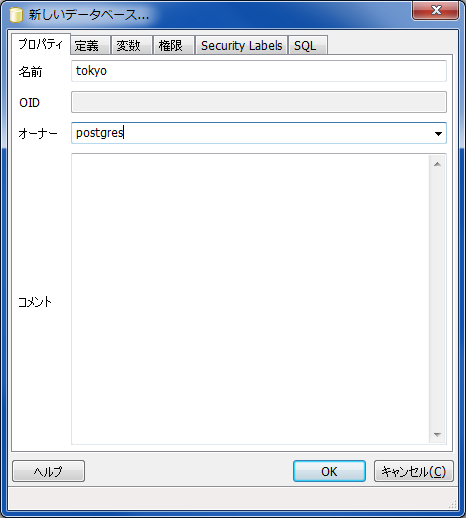 新しいデータベース...
プロパティ 定義 変数 権限 Security Labels SQL
名前 tokyo
OID
オーナー postgres
コメント
ヘルプ OK キャンセル(C)